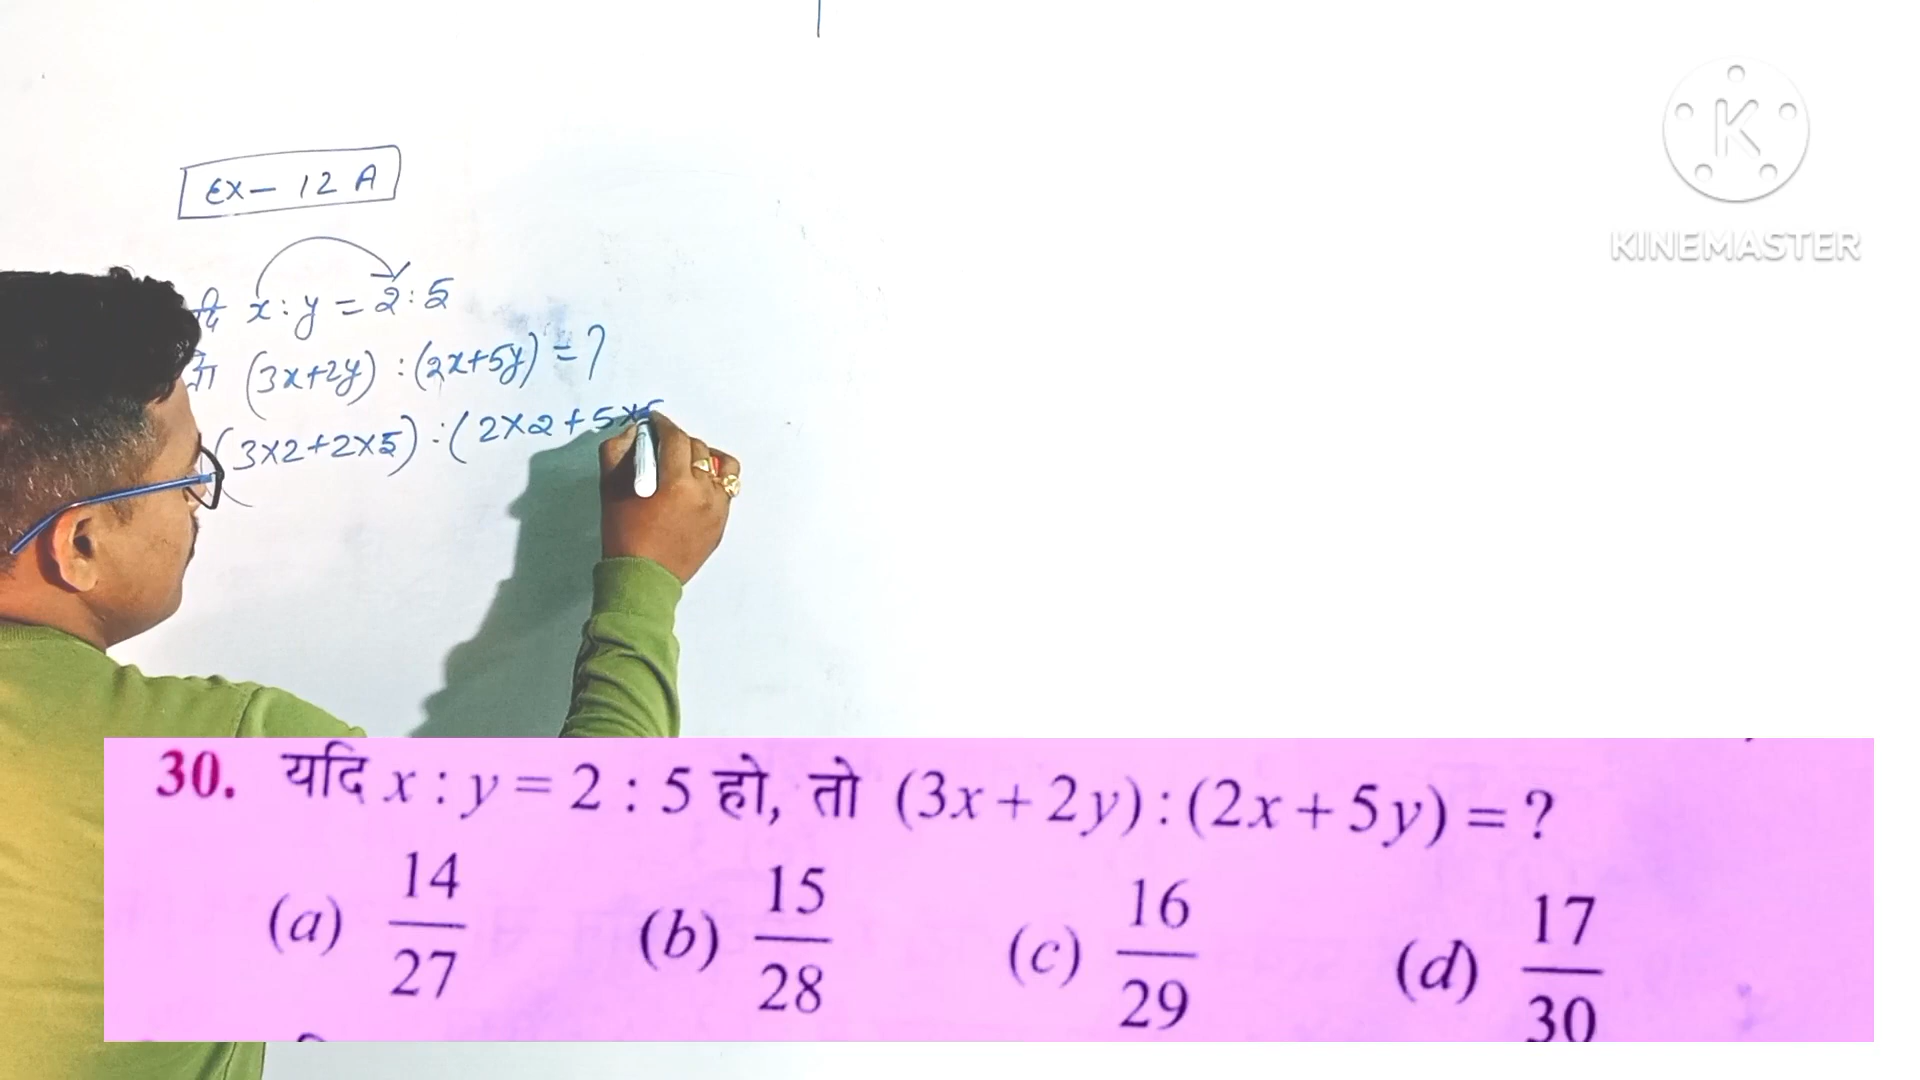 KINEMASTER
Ex - 12 A
x : y = 2 : 5
(3x+2y) : (2x+5y) = ?
(3×2+2×5) : (2×2+5×5
30. यदि x : y = 2 : 5 हो, तो (3x + 2y) : (2x + 5y) = ?
(a) 14/27 (b) 15/28 (c) 16/29 (d) 17/30